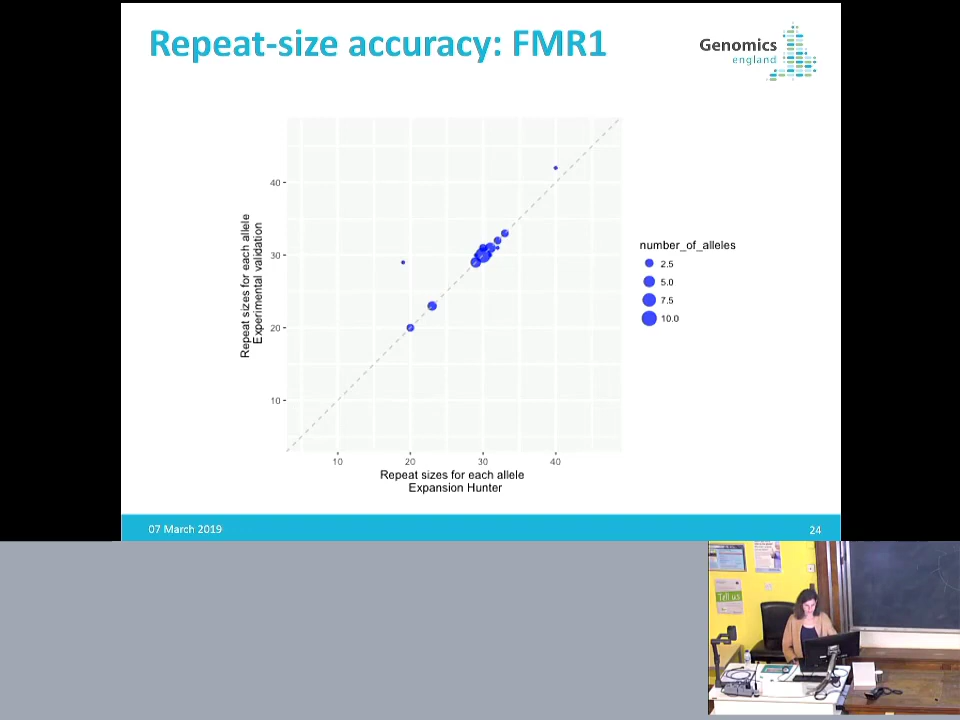 Repeat-size accuracy: FMR1
Genomics
england
40
30
20
10
Repeat sizes for each allele
Experimental validation
10 20 30 40
Repeat sizes for each allele
Expansion Hunter
number_of_alleles
2.5
5.0
7.5
10.0
07 March 2019
24
Tell us